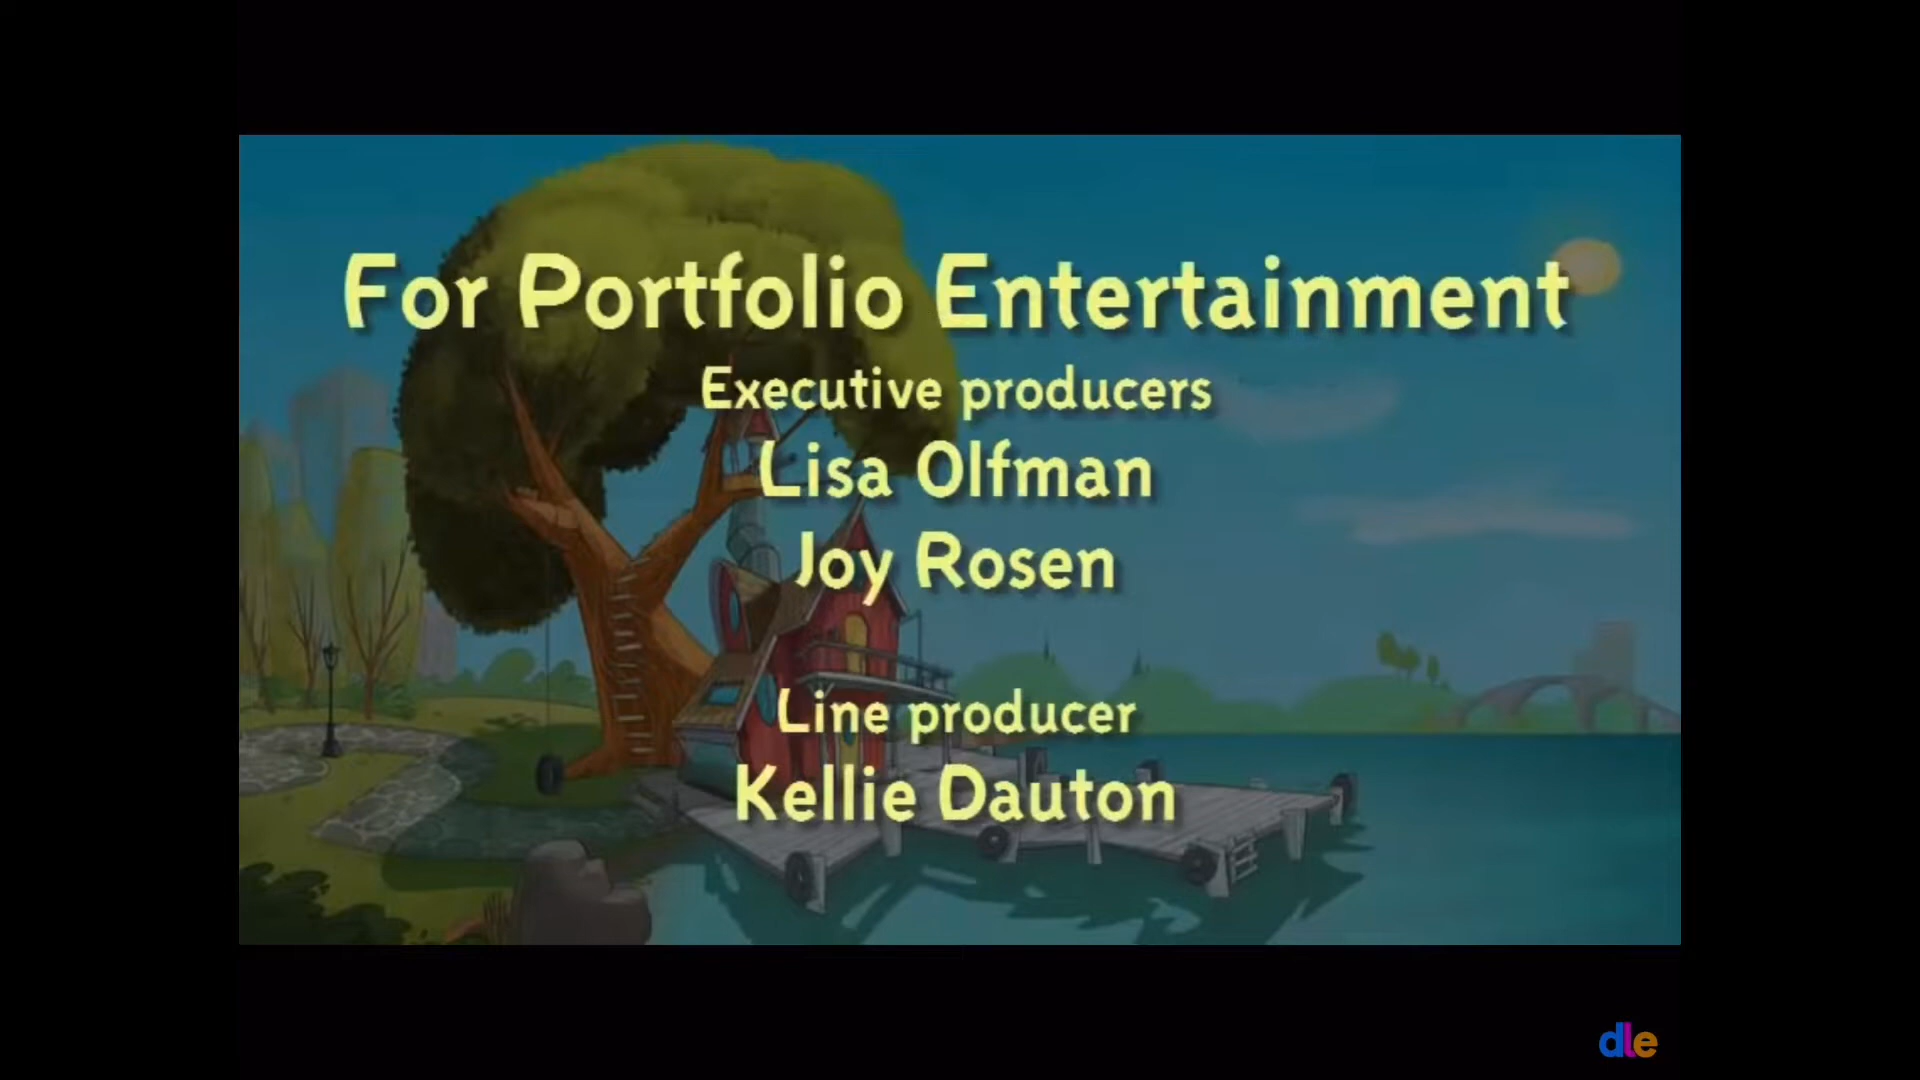 For Portfolio Entertainment
Executive producers
Lisa Olfman
Joy Rosen
Line producer
Kellie Dauton
dle